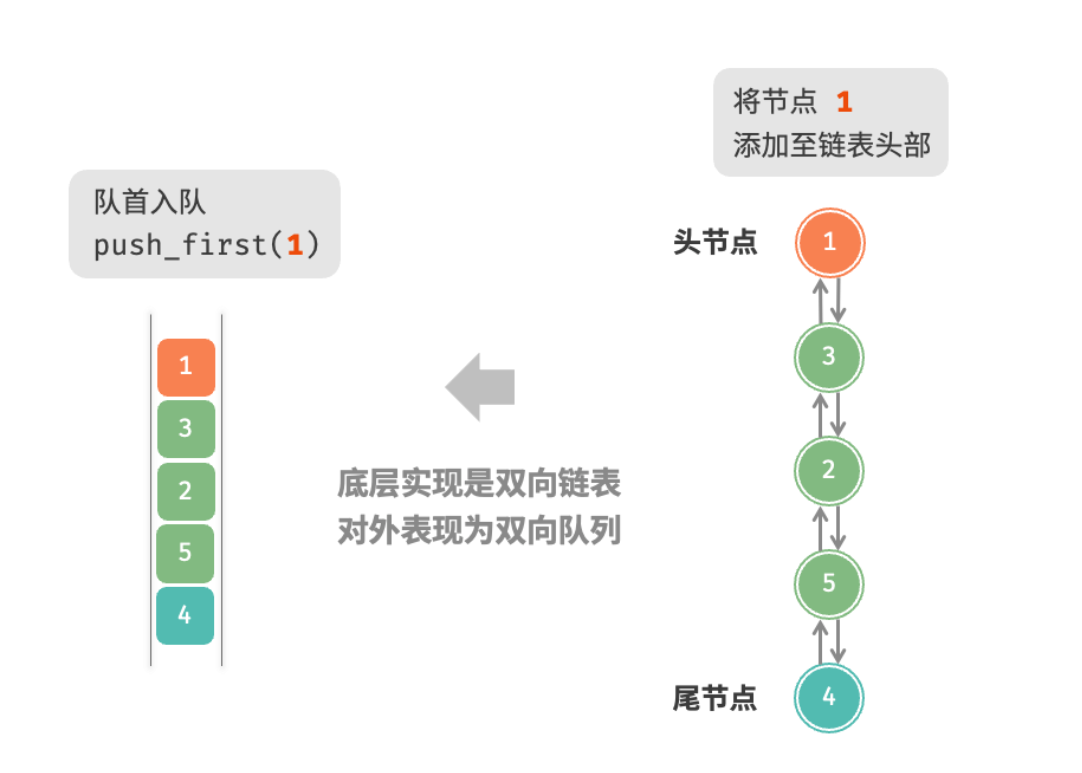 队首入队
push_first(1)
1
3
2
5
4
底层实现是双向链表
对外表现为双向队列
将节点 1
添加至链表头部
头节点
1
3
2
5
尾节点
4